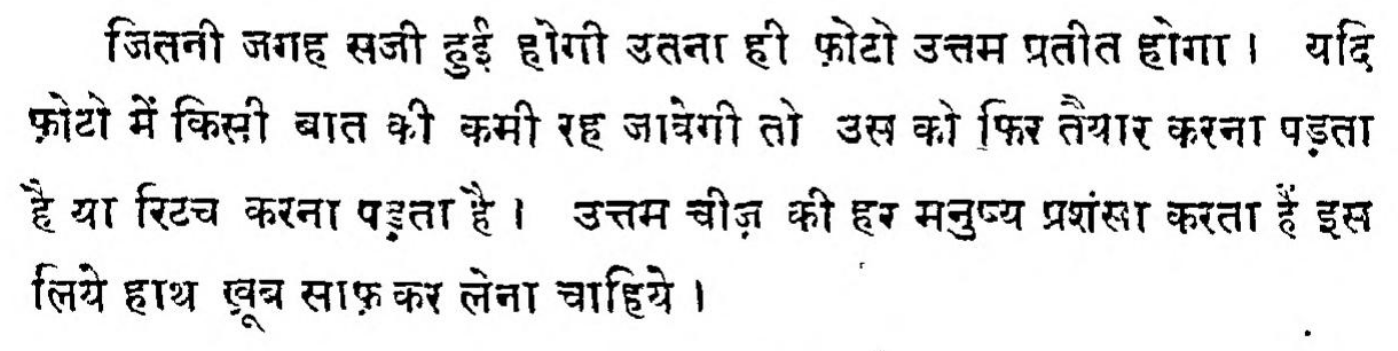 जितनी जगह सजी हुई होगी उतना ही फ़ोटो उत्तम प्रतीत होगा। यदि
फ़ोटो में किसी बात की कमी रह जावेगी तो उस को फिर तैयार करना पड़ता
है या रिटच करना पड़ता है। उत्तम चीज़ की हर मनुष्य प्रशंसा करता है इस
लिये हाथ ख़ूब साफ़ कर लेना चाहिये।